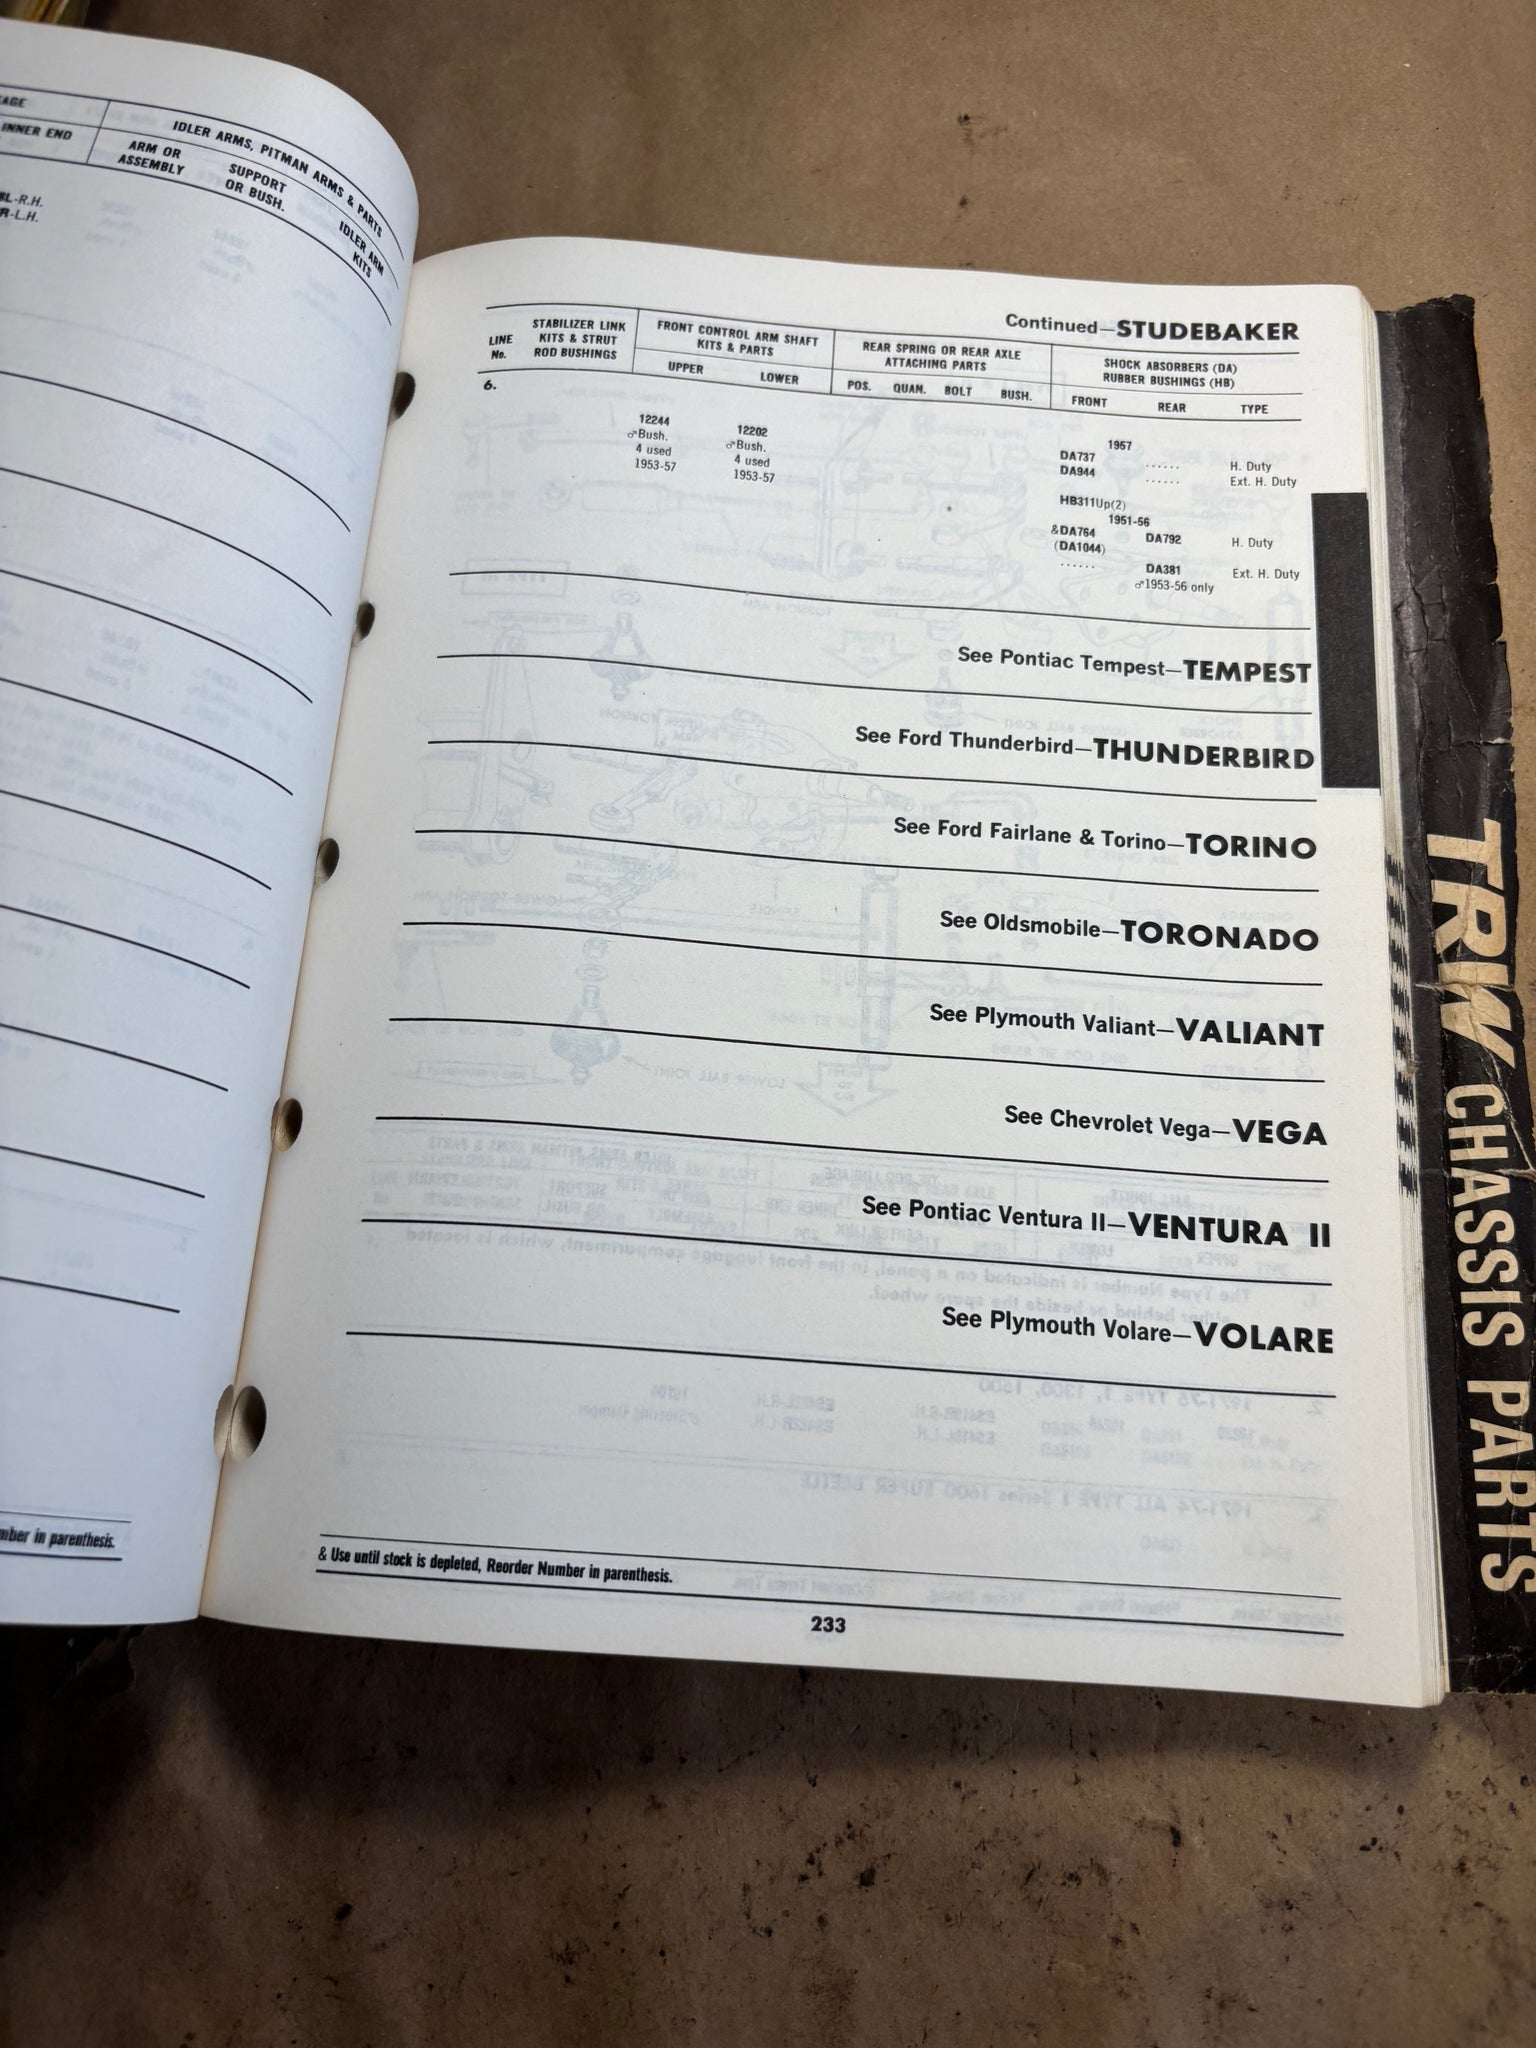 AGE
INNER END
IDLER ARMS, PITMAN ARMS & PARTS
ARM OR
ASSEMBLY
SUPPORT
OR BUSH.
IDLER ARM
KITS
L-R.H.
R-L.H.
mber in parenthesis.
Continued—STUDEBAKER
LINE
No.
STABILIZER LINK
KITS & STRUT
ROD BUSHINGS
FRONT CONTROL ARM SHAFT
KITS & PARTS
UPPER LOWER
REAR SPRING OR REAR AXLE
ATTACHING PARTS
POS. QUAN. BOLT BUSH.
SHOCK ABSORBERS (DA)
RUBBER BUSHINGS (HB)
FRONT REAR TYPE
6.
12244
♂Bush.
4 used
1953-57
12202
♂Bush.
4 used
1953-57
1957
DA737 ...... H. Duty
DA944 ...... Ext. H. Duty
HB311Up(2)
1951-56
&DA764 DA792 H. Duty
(DA1044)
...... DA381 Ext. H. Duty
♂1953-56 only
See Pontiac Tempest—TEMPEST
See Ford Thunderbird—THUNDERBIRD
See Ford Fairlane & Torino—TORINO
See Oldsmobile—TORONADO
See Plymouth Valiant—VALIANT
See Chevrolet Vega—VEGA
See Pontiac Ventura II—VENTURA II
See Plymouth Volare—VOLARE
& Use until stock is depleted, Reorder Number in parenthesis.
233
TRW CHASSIS PARTS